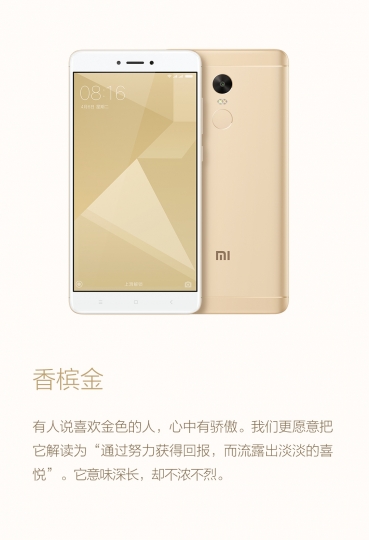 08:16
香槟金
有人说喜欢金色的人，心中有骄傲。我们更愿意把
它解读为“通过努力获得回报，而流露出淡淡的喜
悦”。它意味深长，却不浓不烈。